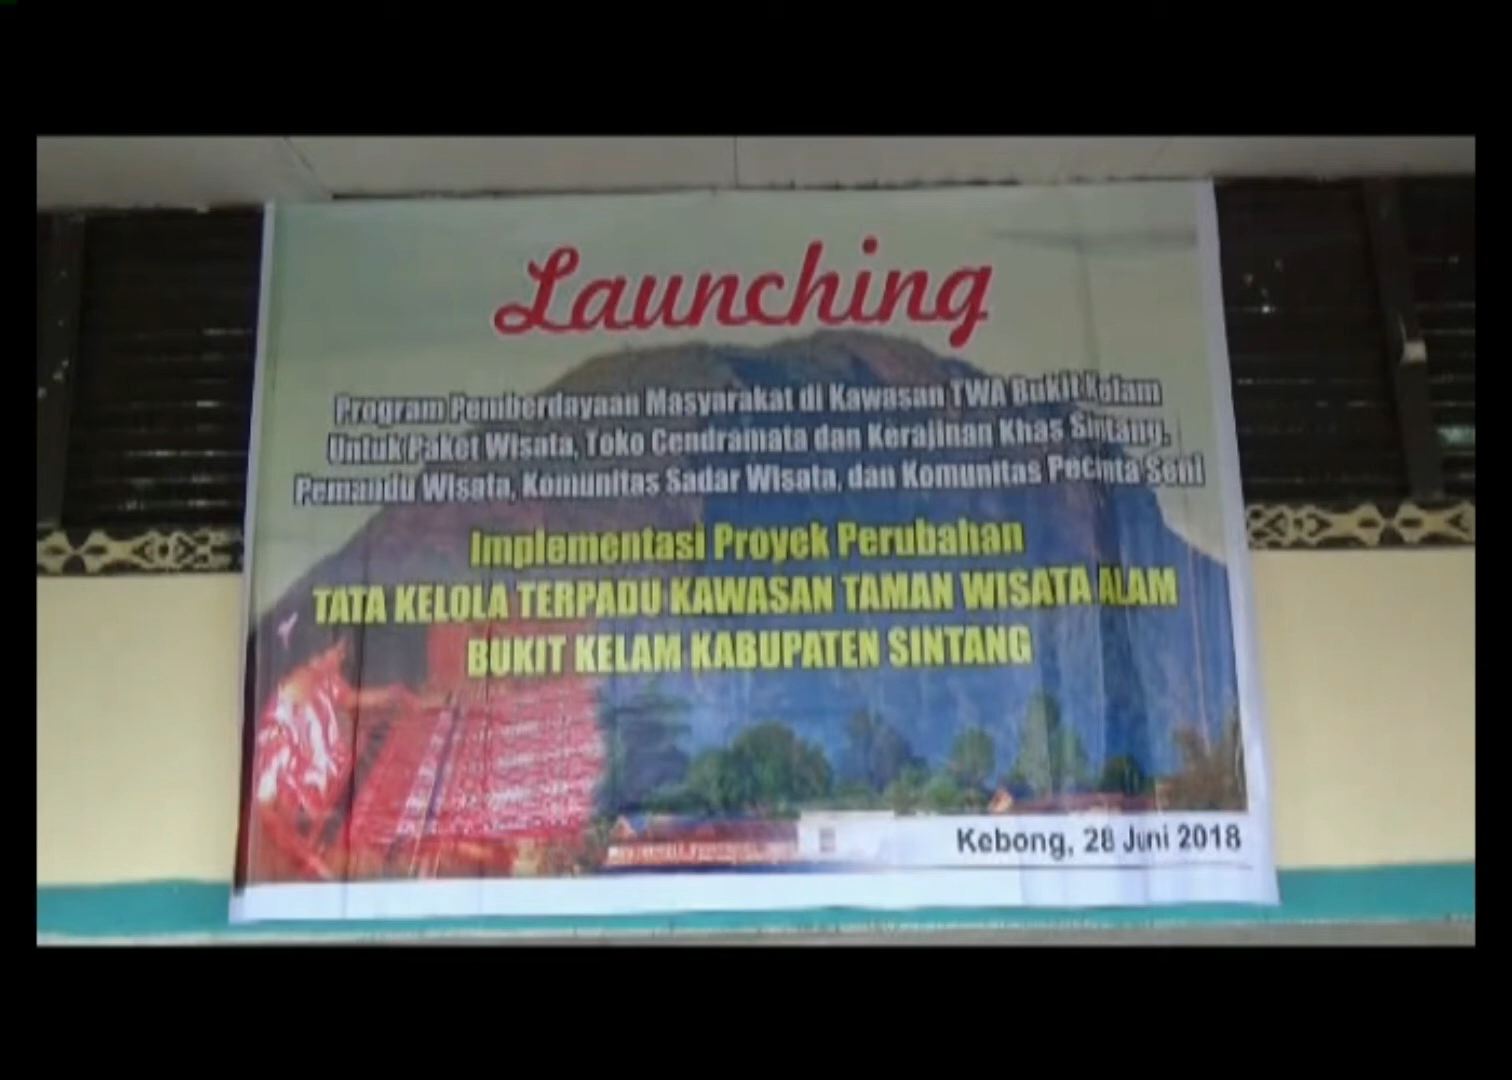 Launching
Program Pemberdayaan Masyarakat di Kawasan TWA Bukit Kelam
Untuk Paket Wisata, Toko Cendramata dan Kerajinan Khas Sintang,
Pemandu Wisata, Komunitas Sadar Wisata, dan Komunitas Pecinta Seni
Implementasi Proyek Perubahan
TATA KELOLA TERPADU KAWASAN TAMAN WISATA ALAM
BUKIT KELAM KABUPATEN SINTANG
Kebong, 28 Juni 2018